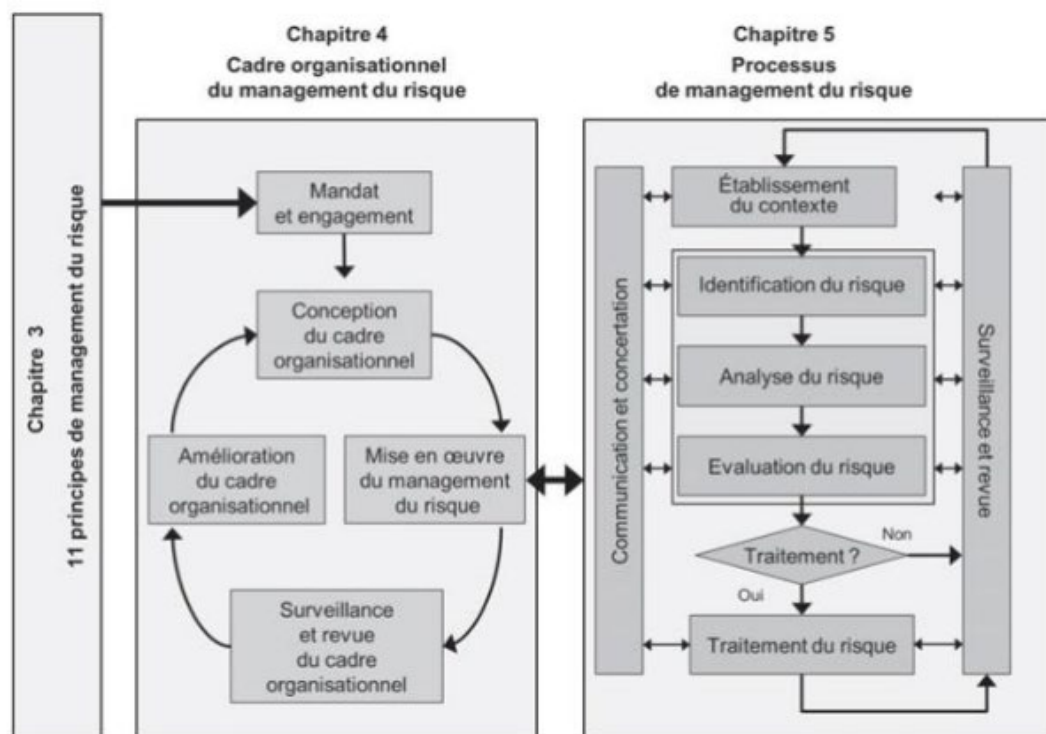 Chapitre 3
11 principes de management du risque
Chapitre 4
Cadre organisationnel
du management du risque
Mandat
et engagement
Conception
du cadre
organisationnel
Amélioration
du cadre
organisationnel
Mise en œuvre
du management
du risque
Surveillance
et revue
du cadre
organisationnel
Chapitre 5
Processus
de management du risque
Communication et concertation
Établissement
du contexte
Identification du risque
Analyse du risque
Evaluation du risque
Traitement ?
Non
Oui
Traitement du risque
Surveillance et revue